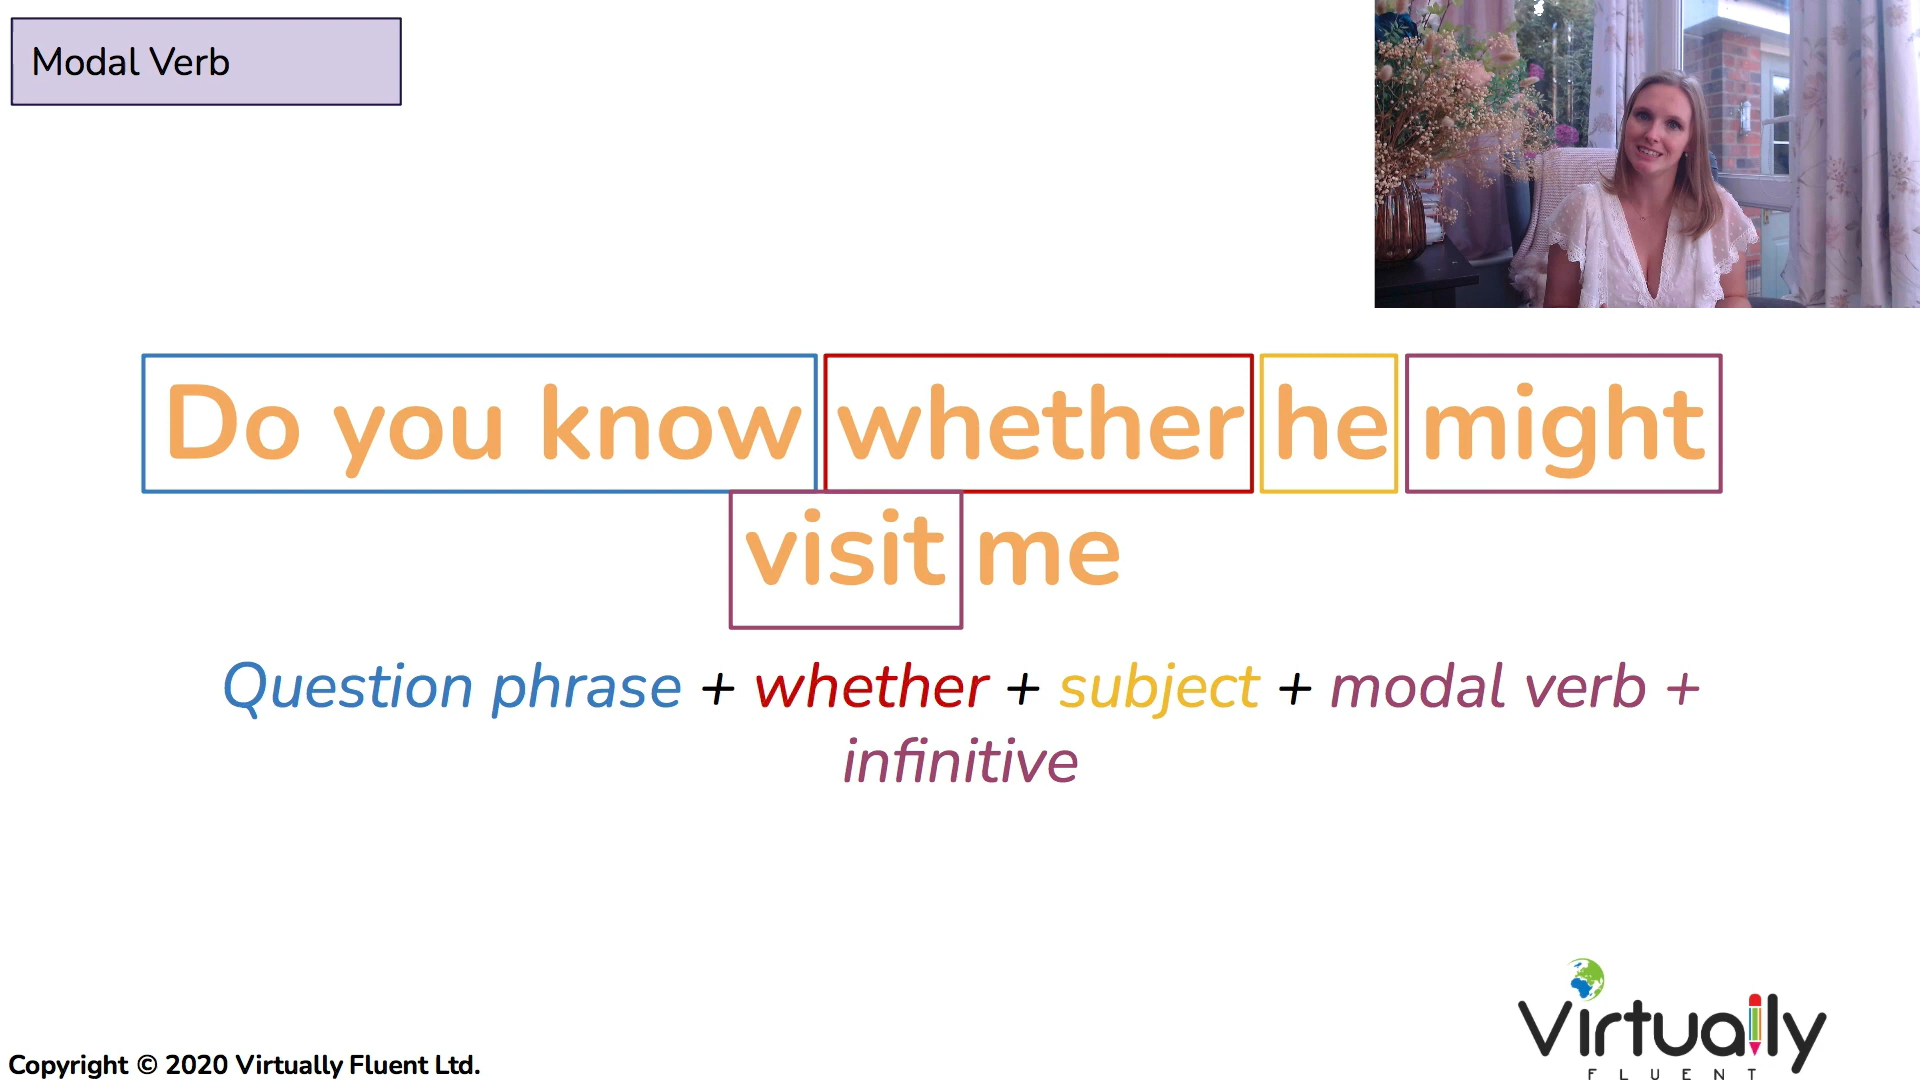 Modal Verb
Do you know whether he might
visit me
Question phrase + whether + subject + modal verb +
infinitive
Virtually
FLUENT
Copyright © 2020 Virtually Fluent Ltd.